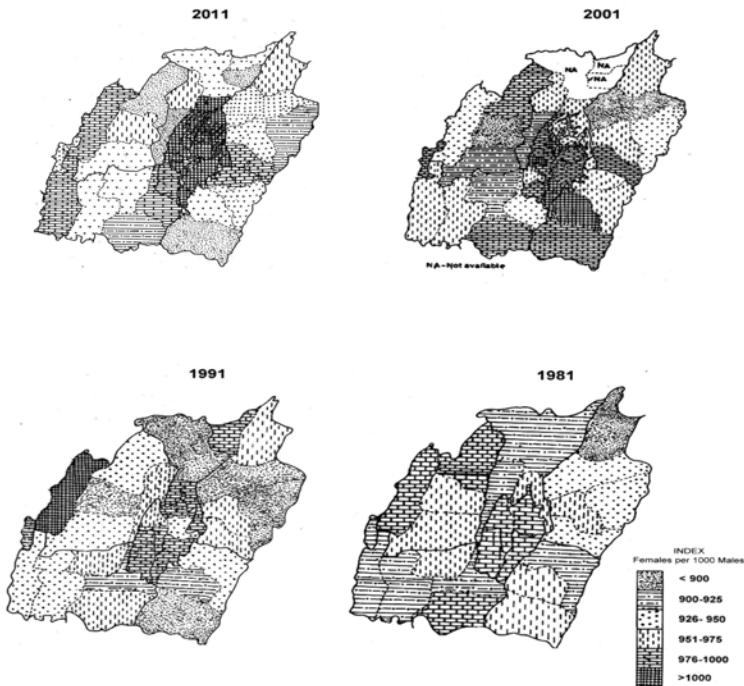 2011
2001
NA
NA
NA
NA-Not available
1991
1981
INDEX
Females per 1000 Males
< 900
900-925
926- 950
951-975
976-1000
>1000